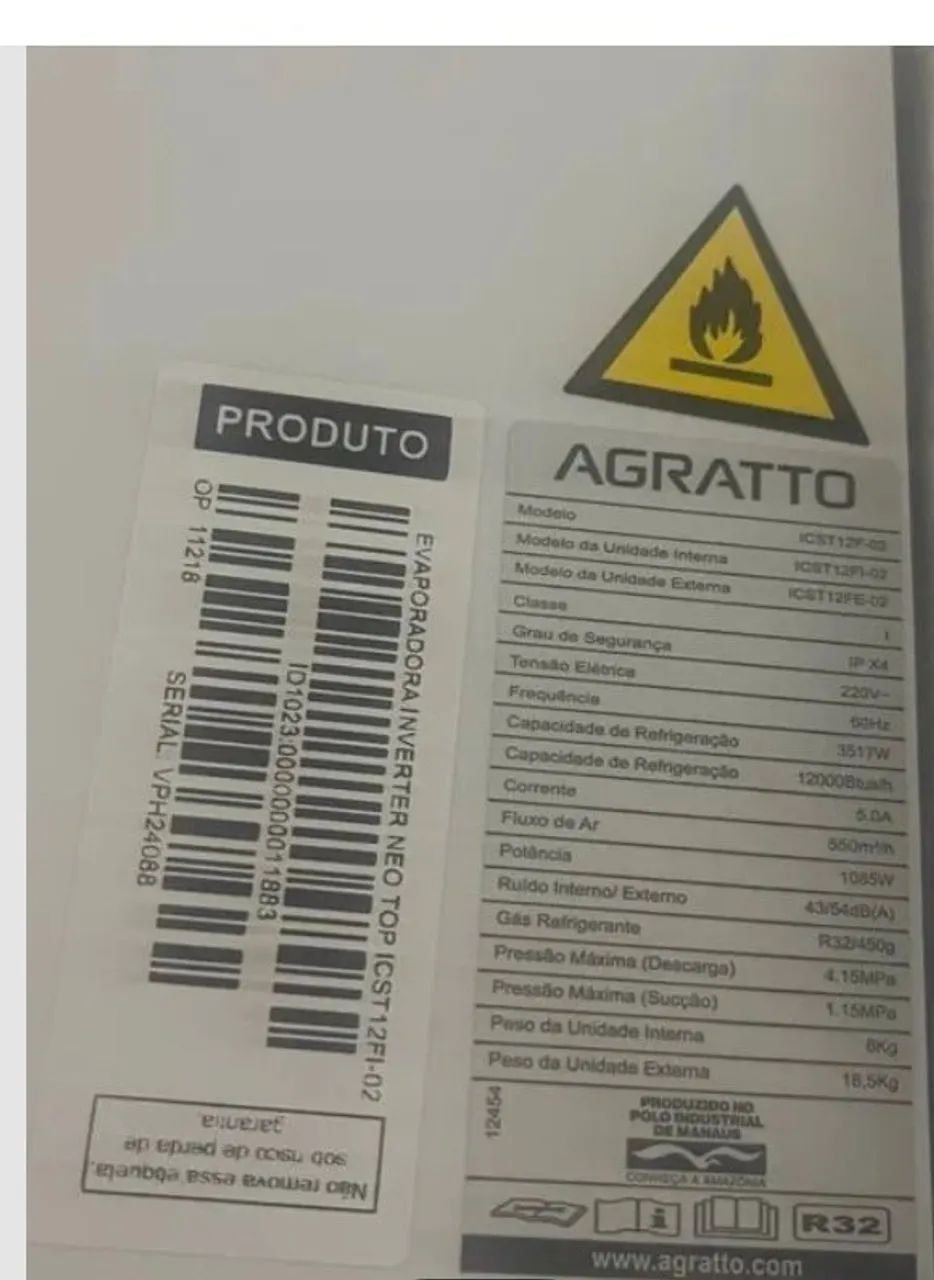 PRODUTO
EVAPORADORA INVERTER NEO TOP ICST12FI-02
ID1023:00000000011883
OP 11218
SERIAL: VPH24088
Não remova essa etiqueta,
sob risco de perda de
garantia.
AGRATTO
Modelo ICST12F-02
Modelo da Unidade Interna ICST12FI-02
Modelo da Unidade Externa ICST12FE-02
Classe I
Grau de Segurança IP X4
Tensão Elétrica 220V~
Frequência 60Hz
Capacidade de Refrigeração 3517W
Capacidade de Refrigeração 12000Btus/h
Corrente 5.0A
Fluxo de Ar 550m³/h
Potência 1085W
Ruído Interno/ Externo 43/54dB(A)
Gás Refrigerante R32/450g
Pressão Máxima (Descarga) 4.15MPa
Pressão Máxima (Sucção) 1.15MPa
Peso da Unidade Interna 8Kg
Peso da Unidade Externa 18,5Kg
12454
PRODUZIDO NO
POLO INDUSTRIAL
DE MANAUS
CONHEÇA A AMAZÔNIA
R32
www.agratto.com